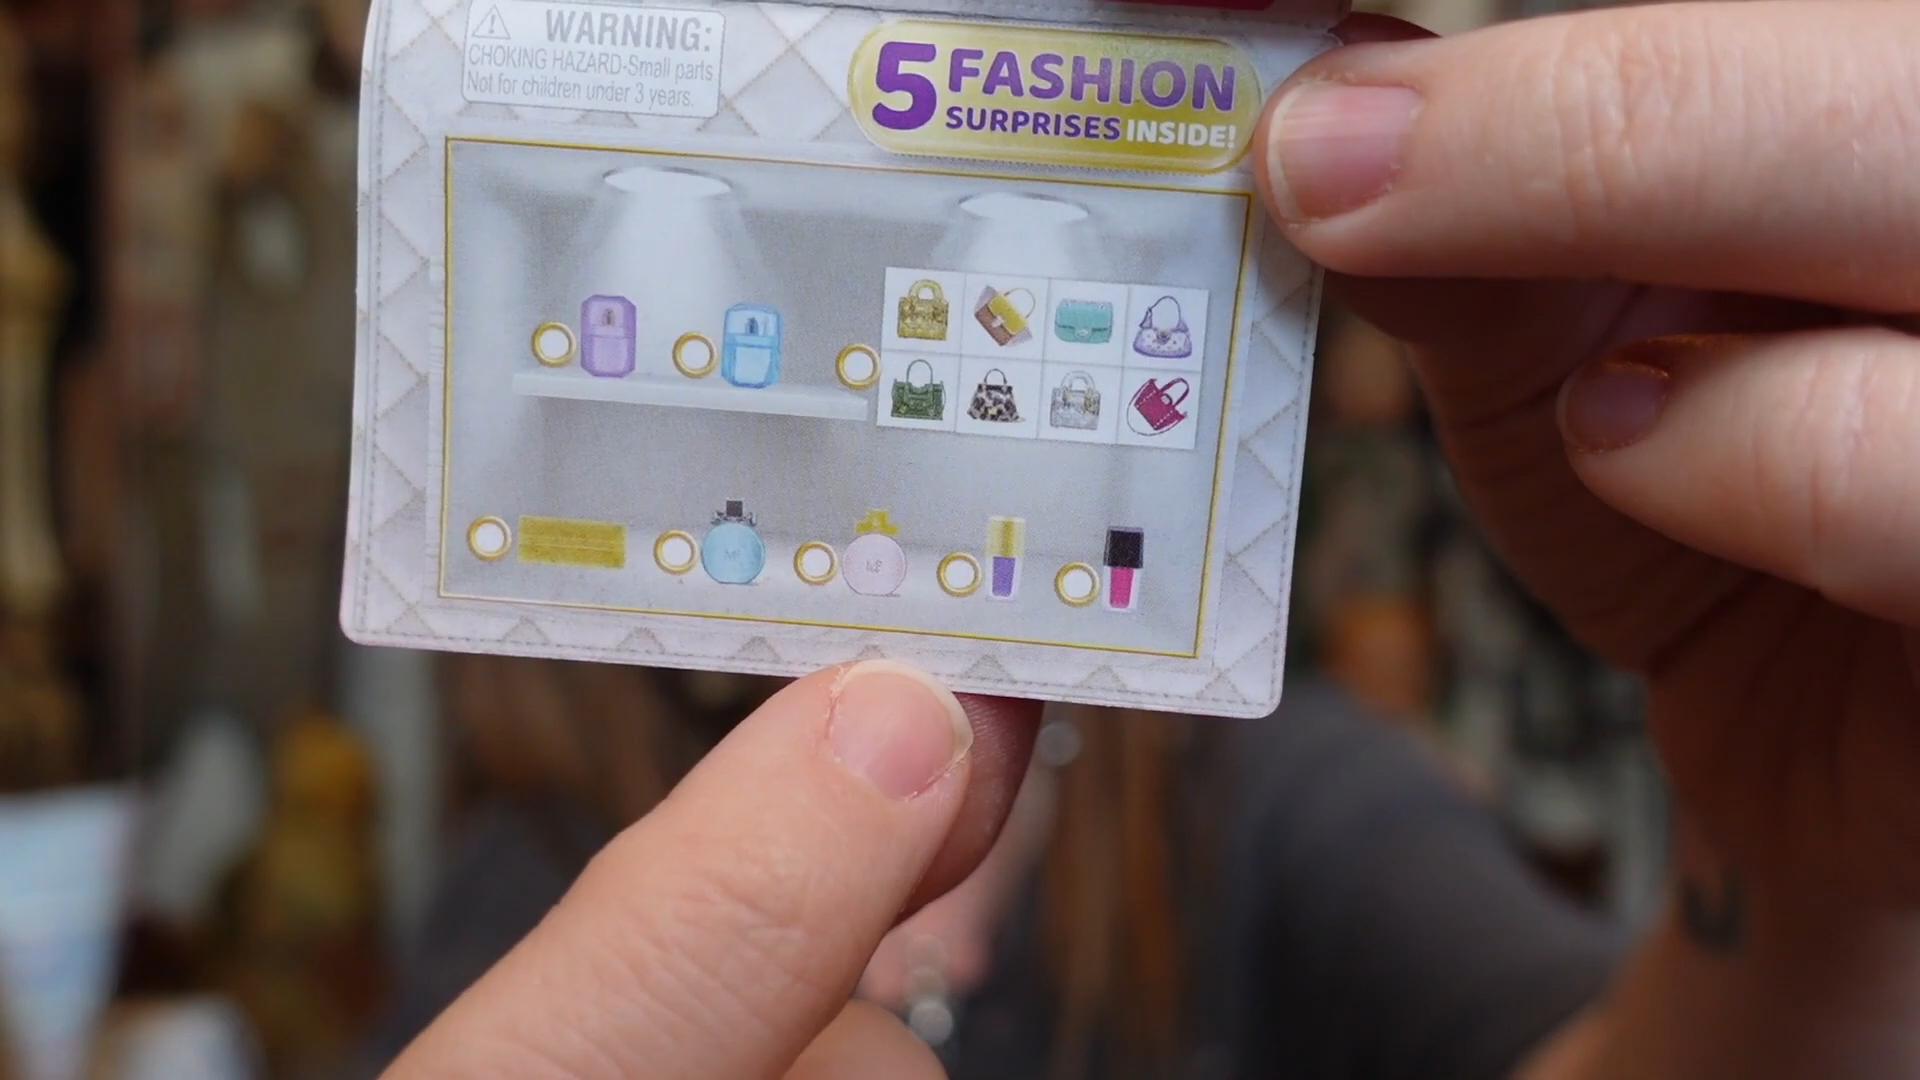 WARNING:
CHOKING HAZARD-Small parts
Not for children under 3 years.
5 FASHION
SURPRISES INSIDE!